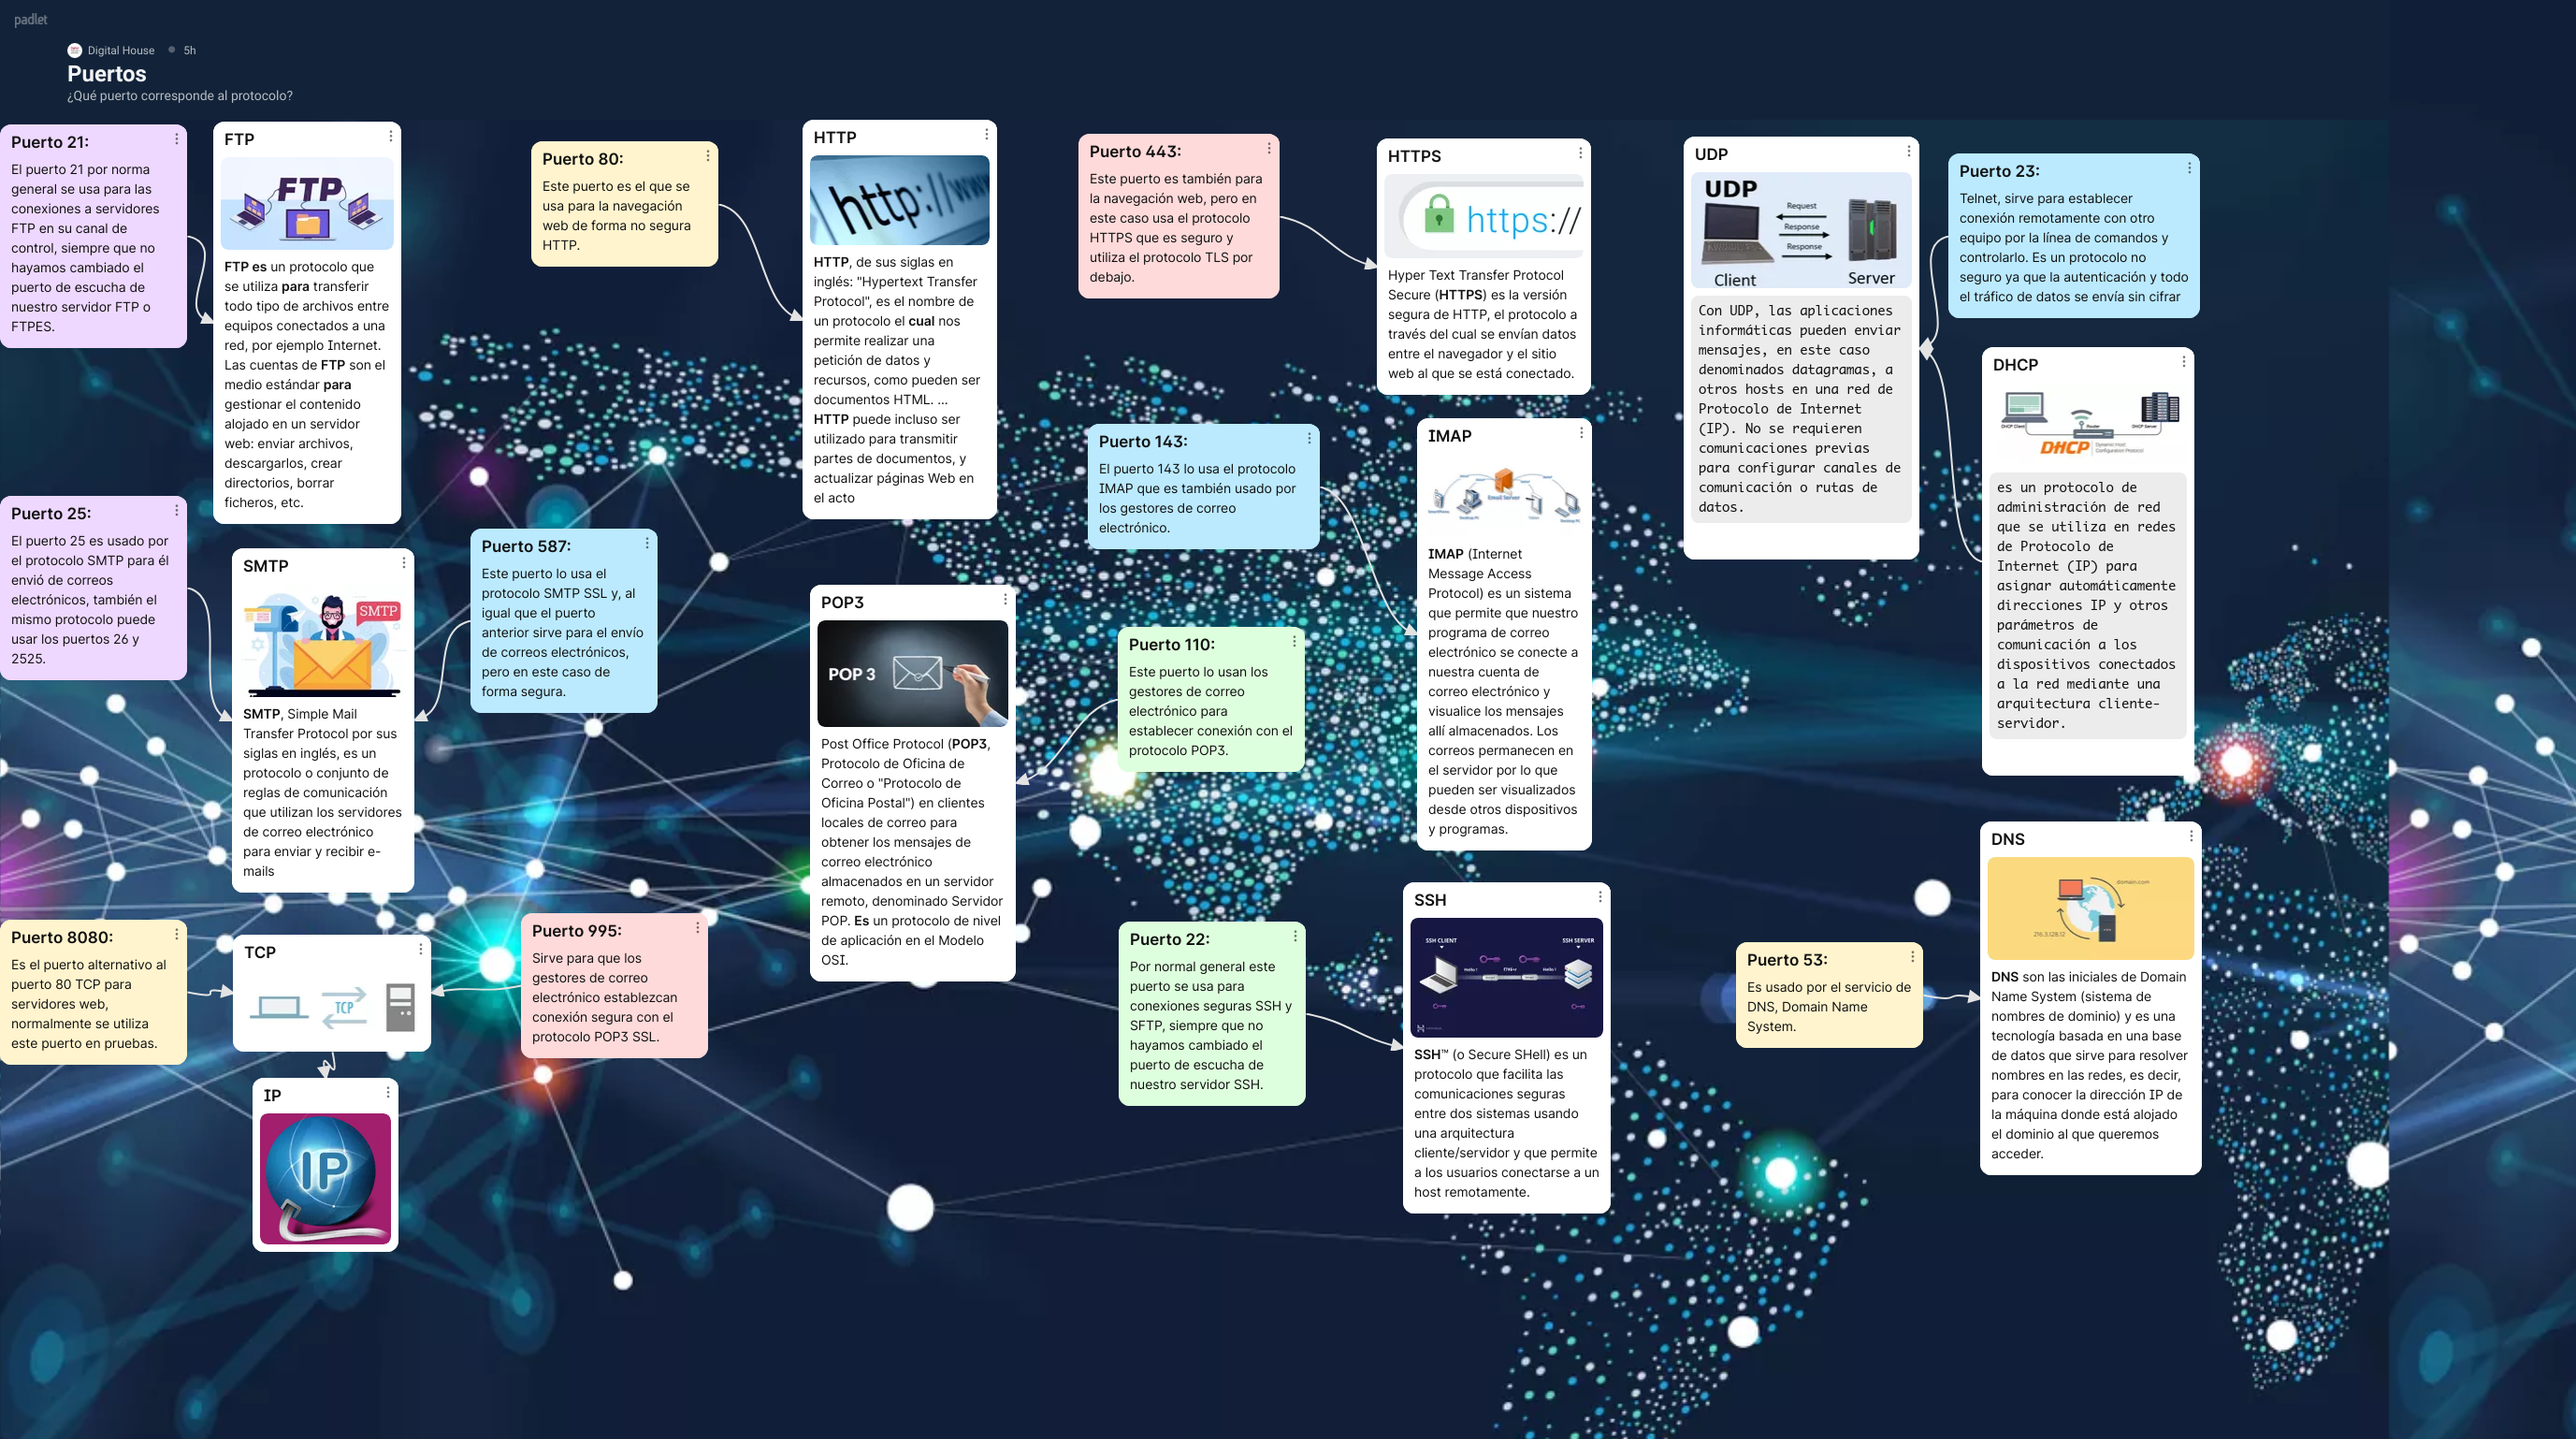 padlet
Digital House 5h
Puertos
¿Qué puerto corresponde al protocolo?
Puerto 21:
El puerto 21 por norma
general se usa para las
conexiones a servidores
FTP en su canal de
control, siempre que no
hayamos cambiado el
puerto de escucha de
nuestro servidor FTP o
FTPES.
FTP
FTP
FTP es un protocolo que
se utiliza para transferir
todo tipo de archivos entre
equipos conectados a una
red, por ejemplo Internet.
Las cuentas de FTP son el
medio estándar para
gestionar el contenido
alojado en un servidor
web: enviar archivos,
descargarlos, crear
directorios, borrar
ficheros, etc.
Puerto 80:
Este puerto es el que se
usa para la navegación
web de forma no segura
HTTP.
HTTP
http://www
HTTP, de sus siglas en
inglés: "Hypertext Transfer
Protocol", es el nombre de
un protocolo el cual nos
permite realizar una
petición de datos y
recursos, como pueden ser
documentos HTML. ...
HTTP puede incluso ser
utilizado para transmitir
partes de documentos, y
actualizar páginas Web en
el acto
Puerto 443:
Este puerto es también para
la navegación web, pero en
este caso usa el protocolo
HTTPS que es seguro y
utiliza el protocolo TLS por
debajo.
HTTPS
https://
Hyper Text Transfer Protocol
Secure (HTTPS) es la versión
segura de HTTP, el protocolo a
través del cual se envían datos
entre el navegador y el sitio
web al que se está conectado.
UDP
UDP
Request
Response
Response
Client
Server
Con UDP, las aplicaciones
informáticas pueden enviar
mensajes, en este caso
denominados datagramas, a
otros hosts en una red de
Protocolo de Internet
(IP). No se requieren
comunicaciones previas
para configurar canales de
comunicación o rutas de
datos.
Puerto 23:
Telnet, sirve para establecer
conexión remotamente con otro
equipo por la línea de comandos y
controlarlo. Es un protocolo no
seguro ya que la autenticación y todo
el tráfico de datos se envía sin cifrar
DHCP
DHCP Client
Router
DHCP Server
DHCP
Dynamic Host
Configuration Protocol
es un protocolo de
administración de red
que se utiliza en redes
de Protocolo de
Internet (IP) para
asignar automáticamente
direcciones IP y otros
parámetros de
comunicación a los
dispositivos conectados
a la red mediante una
arquitectura cliente-
servidor.
Puerto 25:
El puerto 25 es usado por
el protocolo SMTP para él
envió de correos
electrónicos, también el
mismo protocolo puede
usar los puertos 26 y
2525.
SMTP
SMTP
SMTP, Simple Mail
Transfer Protocol por sus
siglas en inglés, es un
protocolo o conjunto de
reglas de comunicación
que utilizan los servidores
de correo electrónico
para enviar y recibir e-
mails
Puerto 587:
Este puerto lo usa el
protocolo SMTP SSL y, al
igual que el puerto
anterior sirve para el envío
de correos electrónicos,
pero en este caso de
forma segura.
POP3
POP 3
Post Office Protocol (POP3,
Protocolo de Oficina de
Correo o "Protocolo de
Oficina Postal") en clientes
locales de correo para
obtener los mensajes de
correo electrónico
almacenados en un servidor
remoto, denominado Servidor
POP. Es un protocolo de nivel
de aplicación en el Modelo
OSI.
Puerto 143:
El puerto 143 lo usa el protocolo
IMAP que es también usado por
los gestores de correo
electrónico.
Puerto 110:
Este puerto lo usan los
gestores de correo
electrónico para
establecer conexión con el
protocolo POP3.
IMAP
Email Server
IMAP (Internet
Message Access
Protocol) es un sistema
que permite que nuestro
programa de correo
electrónico se conecte a
nuestra cuenta de
correo electrónico y
visualice los mensajes
allí almacenados. Los
correos permanecen en
el servidor por lo que
pueden ser visualizados
desde otros dispositivos
y programas.
Puerto 8080:
Es el puerto alternativo al
puerto 80 TCP para
servidores web,
normalmente se utiliza
este puerto en pruebas.
TCP
TCP
IP
IP
Puerto 995:
Sirve para que los
gestores de correo
electrónico establezcan
conexión segura con el
protocolo POP3 SSL.
Puerto 22:
Por normal general este
puerto se usa para
conexiones seguras SSH y
SFTP, siempre que no
hayamos cambiado el
puerto de escucha de
nuestro servidor SSH.
SSH
SSH CLIENT
SSH SERVER
Hello !
Hello !
SSH™ (o Secure SHell) es un
protocolo que facilita las
comunicaciones seguras
entre dos sistemas usando
una arquitectura
cliente/servidor y que permite
a los usuarios conectarse a un
host remotamente.
Puerto 53:
Es usado por el servicio de
DNS, Domain Name
System.
DNS
domain.com
216.3.128.12
DNS son las iniciales de Domain
Name System (sistema de
nombres de dominio) y es una
tecnología basada en una base
de datos que sirve para resolver
nombres en las redes, es decir,
para conocer la dirección IP de
la máquina donde está alojado
el dominio al que queremos
acceder.